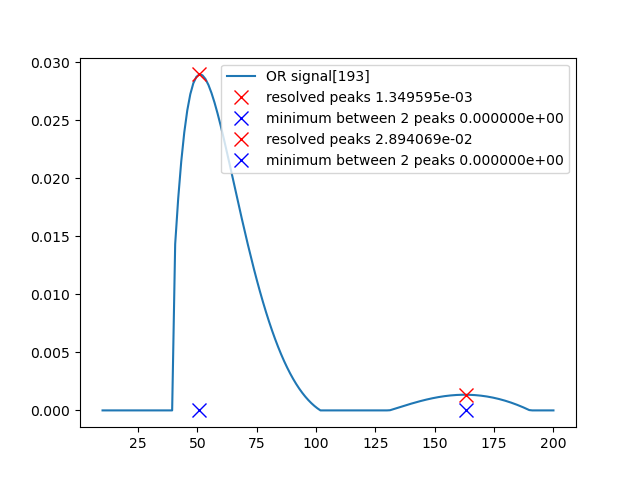 0.030
0.025
0.020
0.015
0.010
0.005
0.000
OR signal[193]
resolved peaks 1.349595e-03
minimum between 2 peaks 0.000000e+00
resolved peaks 2.894069e-02
minimum between 2 peaks 0.000000e+00
25 50 75 100 125 150 175 200